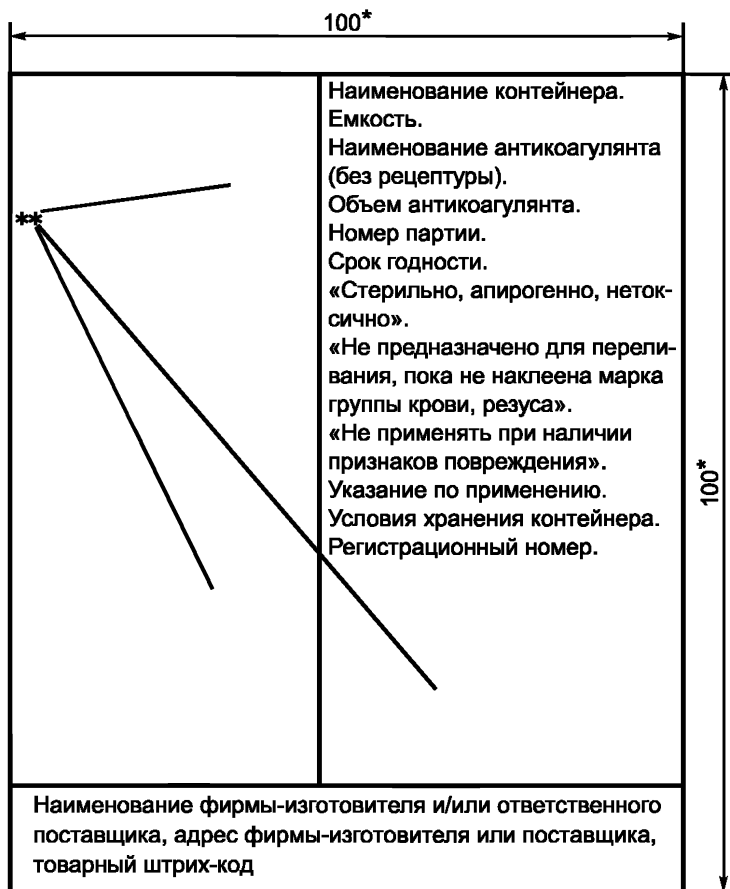 100*
Наименование контейнера.
Емкость.
Наименование антикоагулянта
(без рецептуры).
Объем антикоагулянта.
**
Номер партии.
Срок годности.
«Стерильно, апирогенно, неток-
сично».
«Не предназначено для перели-
вания, пока не наклеена марка
группы крови, резуса».
«Не применять при наличии
признаков повреждения».
Указание по применению.
Условия хранения контейнера.
Регистрационный номер.
100*
Наименование фирмы-изготовителя и/или ответственного
поставщика, адрес фирмы-изготовителя или поставщика,
товарный штрих-код